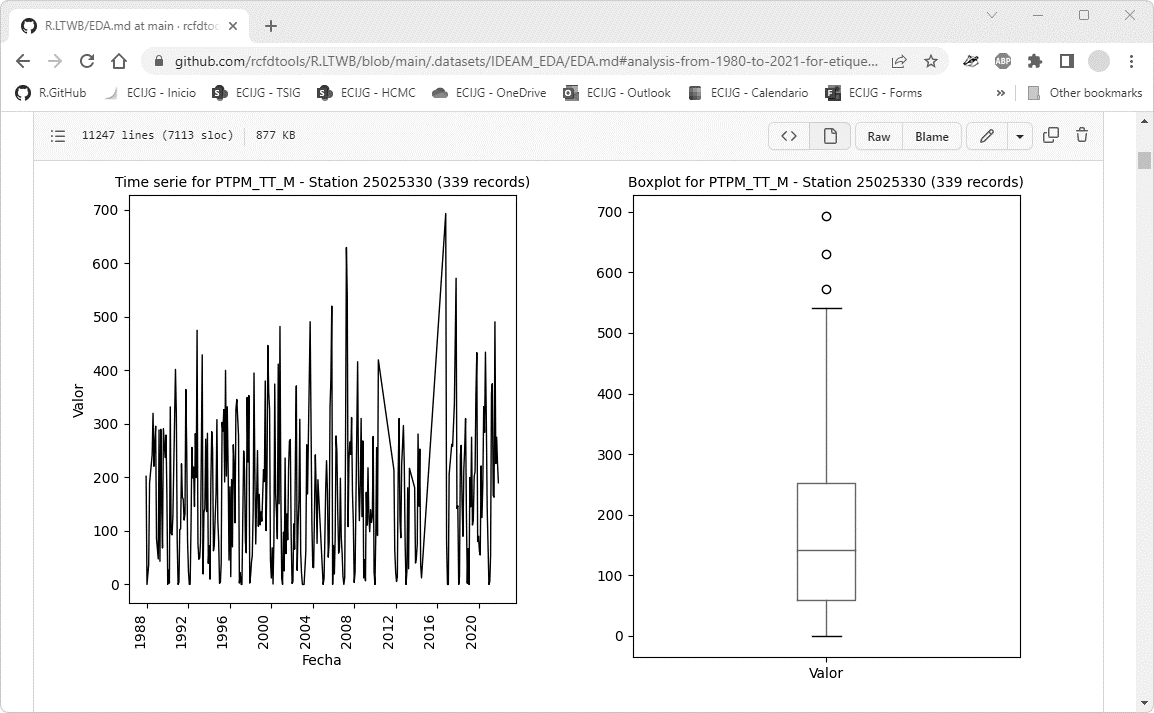 R.LTWB/EDA.md at main · rcfdtoo
github.com/rcfdtools/R.LTWB/blob/main/.datasets/IDEAM_EDA/EDA.md#analysis-from-1980-to-2021-for-etique...
ABP
R.GitHub
ECIJG - Inicio
ECIJG - TSIG
ECIJG - HCMC
ECIJG - OneDrive
ECIJG - Outlook
ECIJG - Calendario
ECIJG - Forms
»
Other bookmarks
11247 lines (7113 sloc)
877 KB
Raw
Blame
Time serie for PTPM_TT_M - Station 25025330 (339 records)
700
600
500
400
300
200
100
0
Valor
1988
1992
1996
2000
2004
2008
2012
2016
2020
Fecha
Boxplot for PTPM_TT_M - Station 25025330 (339 records)
700
600
500
400
300
200
100
0
Valor